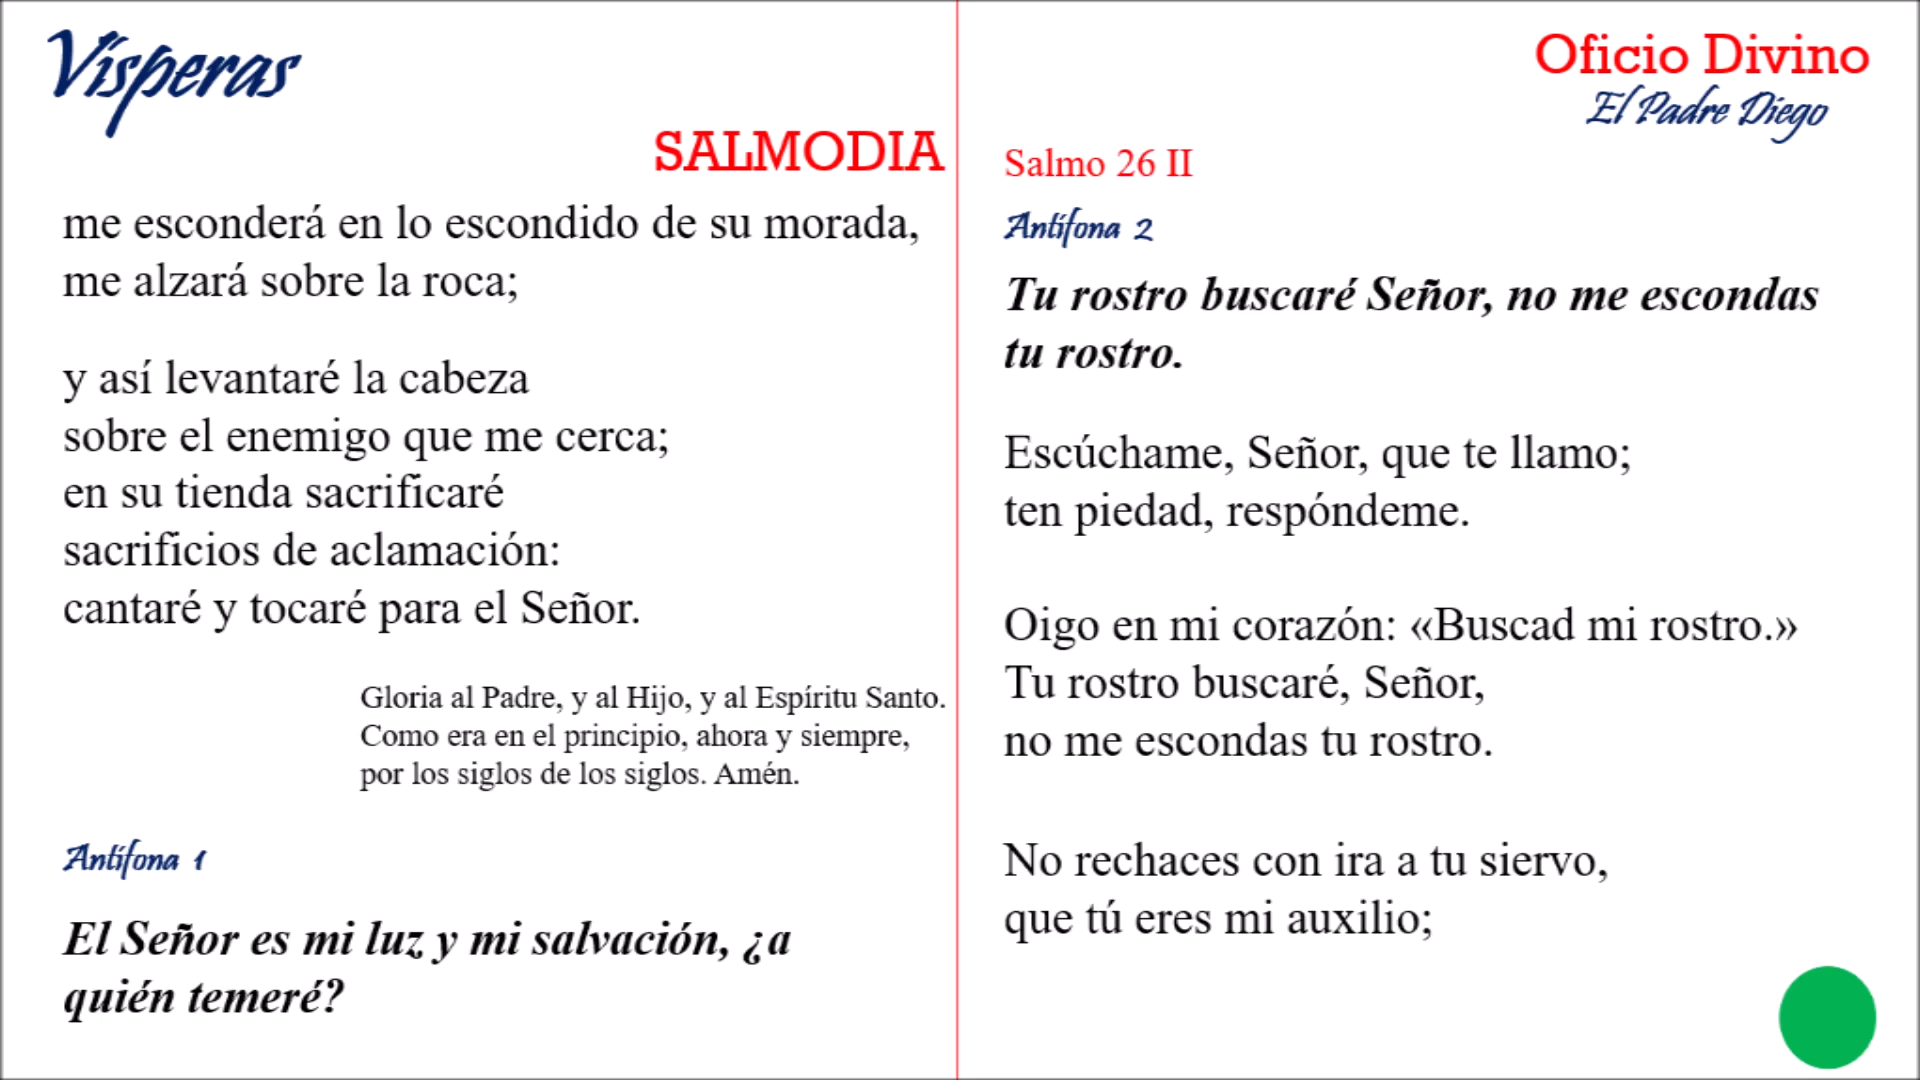 Vísperas
SALMODIA
me esconderá en lo escondido de su morada,
me alzará sobre la roca;
y así levantaré la cabeza
sobre el enemigo que me cerca;
en su tienda sacrificaré
sacrificios de aclamación:
cantaré y tocaré para el Señor.
Gloria al Padre, y al Hijo, y al Espíritu Santo.
Como era en el principio, ahora y siempre,
por los siglos de los siglos. Amén.
Antífona 1
El Señor es mi luz y mi salvación, ¿a
quién temeré?
Oficio Divino
El Padre Diego
Salmo 26 II
Antífona 2
Tu rostro buscaré Señor, no me escondas
tu rostro.
Escúchame, Señor, que te llamo;
ten piedad, respóndeme.
Oigo en mi corazón: «Buscad mi rostro.»
Tu rostro buscaré, Señor,
no me escondas tu rostro.
No rechaces con ira a tu siervo,
que tú eres mi auxilio;